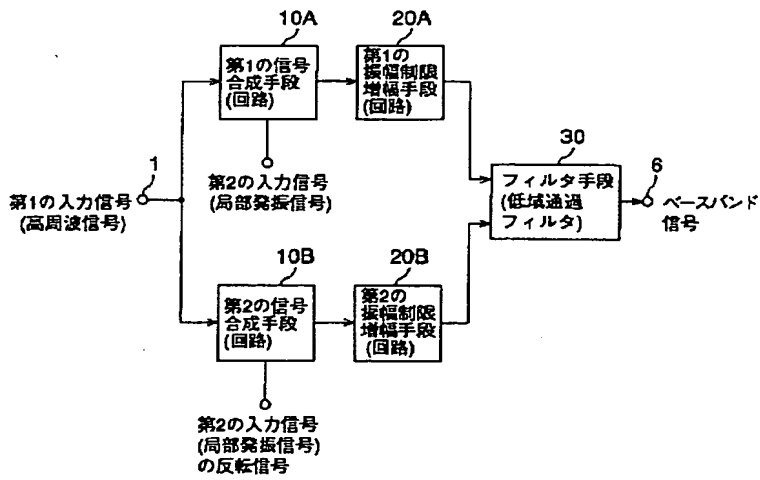 10A
第1の信号
合成手段
(回路)
20A
第1の
振幅制限
増幅手段
(回路)
1
第1の入力信号
(高周波信号)
第2の入力信号
(局部発振信号)
30
フィルタ手段
(低域通過
フィルタ)
6
ベースバンド
信号
10B
第2の信号
合成手段
(回路)
20B
第2の
振幅制限
増幅手段
(回路)
第2の入力信号
(局部発振信号)
の反転信号